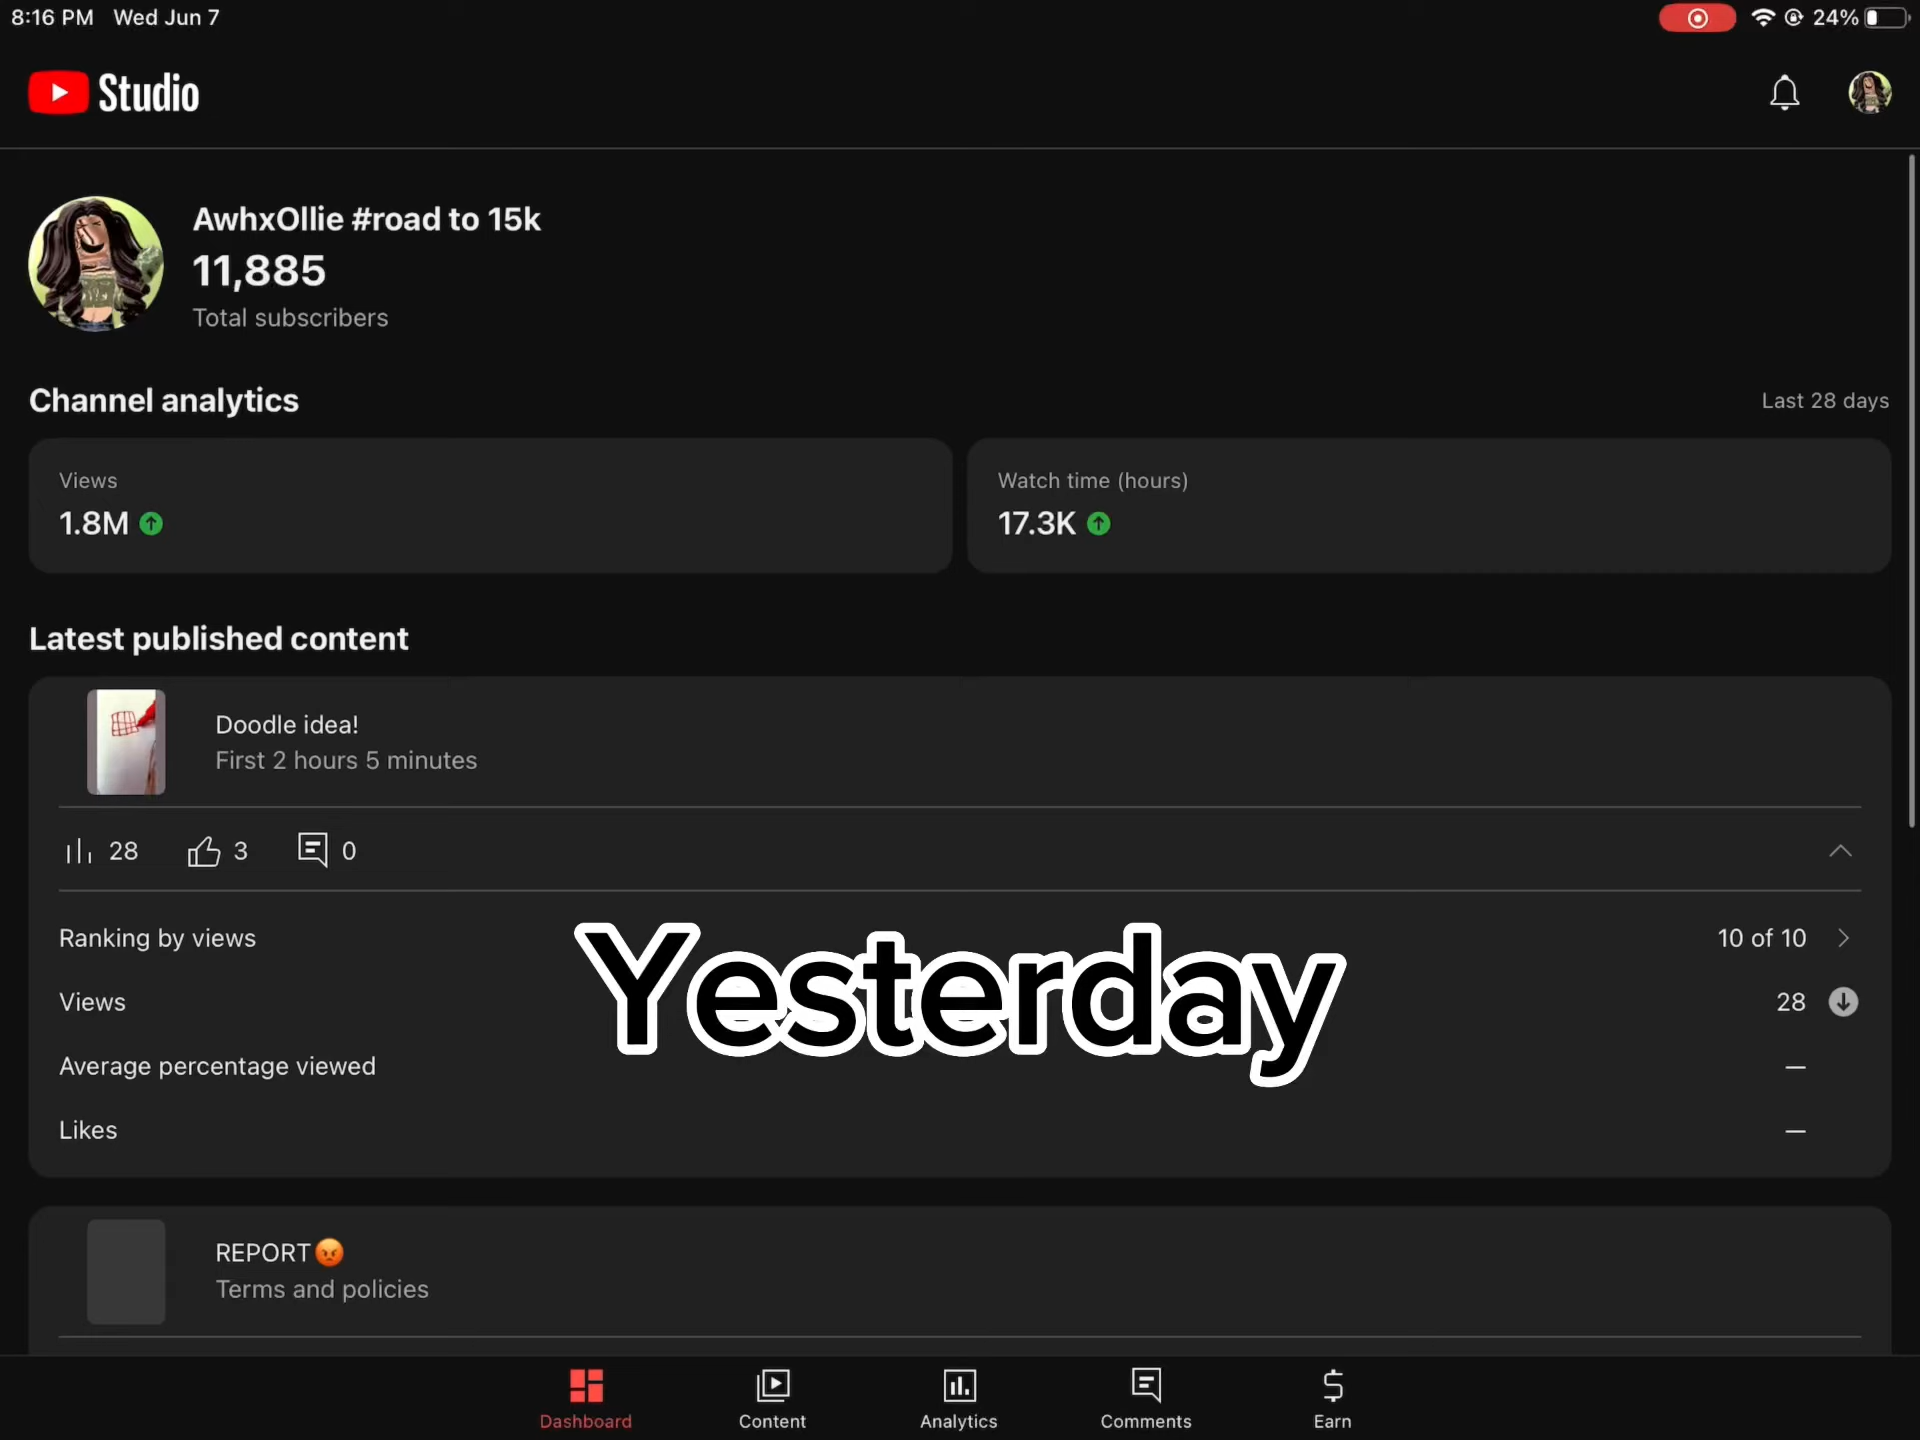 8:16 PM Wed Jun 7
24%
Studio
AwhxOllie #road to 15k
11,885
Total subscribers
Channel analytics
Last 28 days
Views
1.8M
Watch time (hours)
17.3K
Latest published content
Doodle idea!
First 2 hours 5 minutes
28 3 0
Ranking by views
10 of 10
Yesterday
Views
28
Average percentage viewed
—
Likes
—
REPORT😡
Terms and policies
Dashboard
Content
Analytics
Comments
Earn